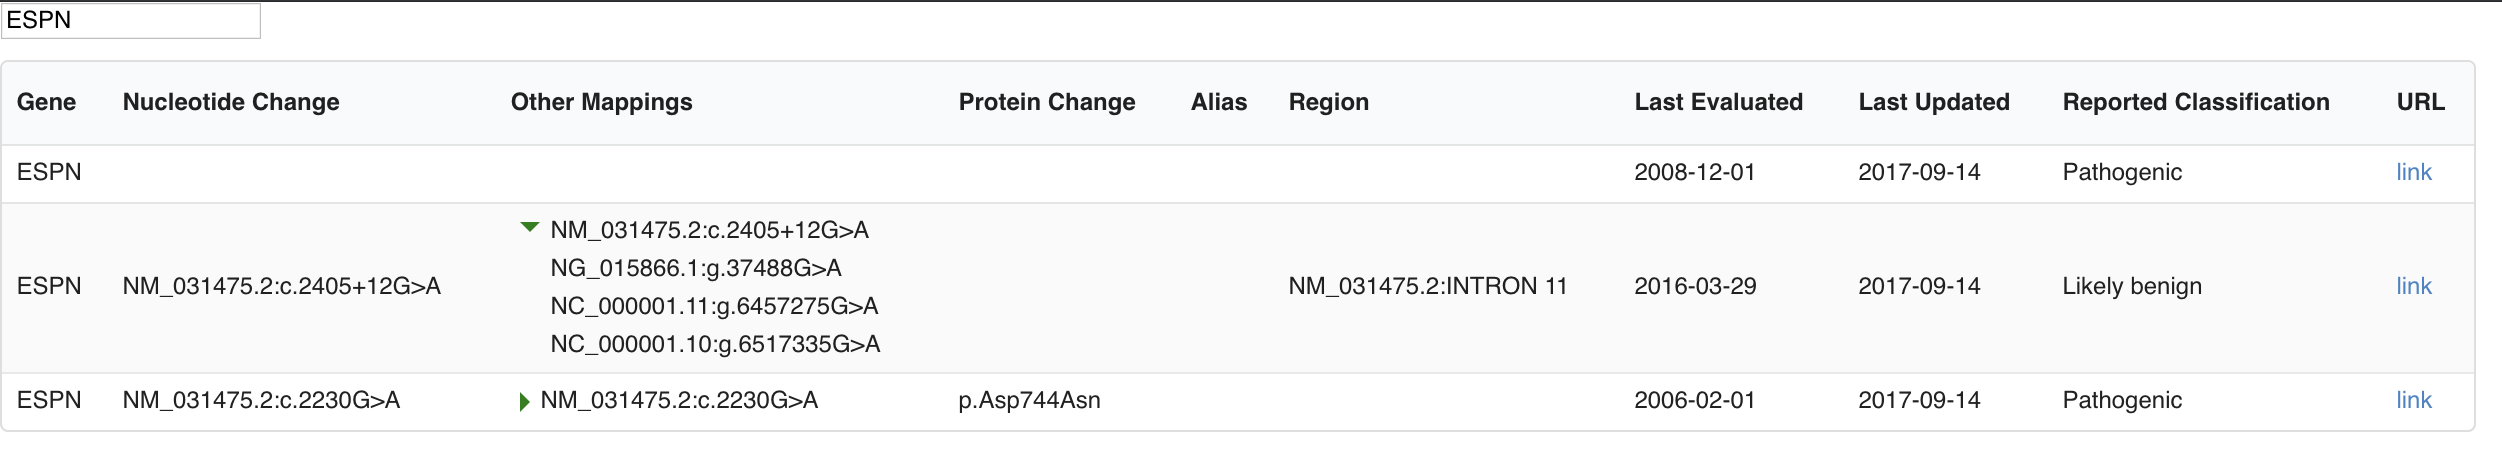 ESPN
Gene Nucleotide Change Other Mappings Protein Change Alias Region Last Evaluated Last Updated Reported Classification URL
ESPN 2008-12-01 2017-09-14 Pathogenic link
NM_031475.2:c.2405+12G>A
NG_015866.1:g.37488G>A
ESPN NM_031475.2:c.2405+12G>A NM_031475.2:INTRON 11 2016-03-29 2017-09-14 Likely benign link
NC_000001.11:g.6457275G>A
NC_000001.10:g.6517335G>A
ESPN NM_031475.2:c.2230G>A NM_031475.2:c.2230G>A p.Asp744Asn 2006-02-01 2017-09-14 Pathogenic link